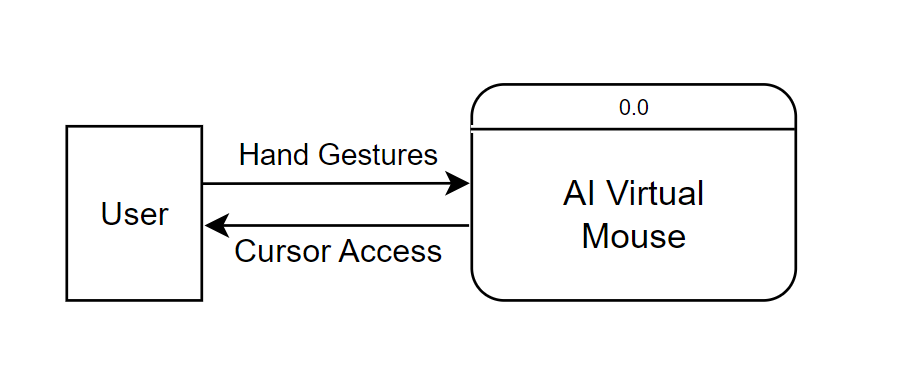 0.0
Hand Gestures
User
AI Virtual
Mouse
Cursor Access